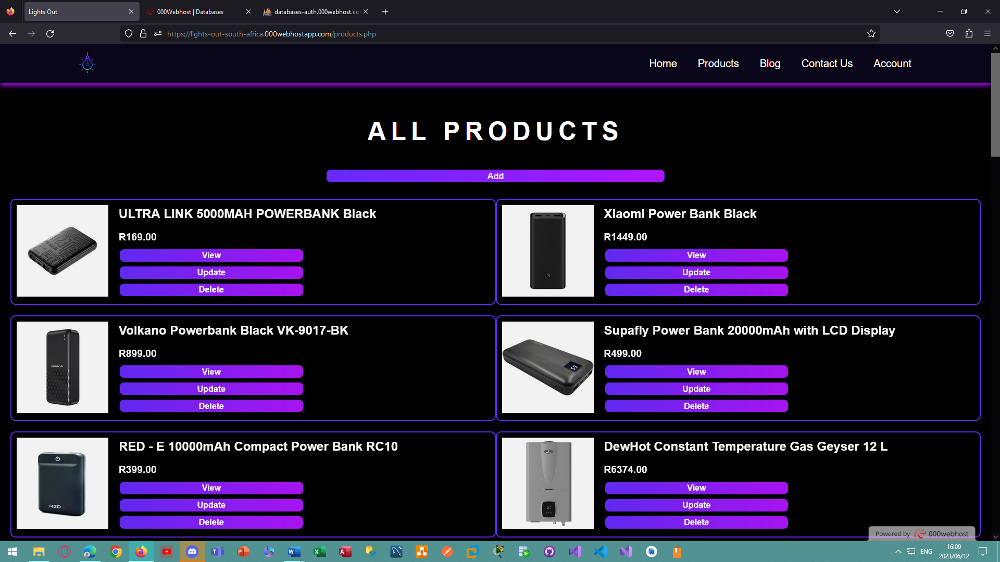 Lights Out
000Webhost | Databases
databases-auth.000webhost.co
https://lights-out-south-africa.000webhostapp.com/products.php
Home
Products
Blog
Contact Us
Account
ALL PRODUCTS
Add
ULTRA LINK 5000MAH POWERBANK Black
R169.00
View
Update
Delete
Xiaomi Power Bank Black
R1449.00
View
Update
Delete
Volkano Powerbank Black VK-9017-BK
R899.00
View
Update
Delete
volkano
Supafly Power Bank 20000mAh with LCD Display
R499.00
View
Update
Delete
59
RED - E 10000mAh Compact Power Bank RC10
R399.00
View
Update
Delete
RED-E
DewHot Constant Temperature Gas Geyser 12 L
R6374.00
View
Update
Delete
Powered by 000webhost
ENG
16:09
2023/06/12